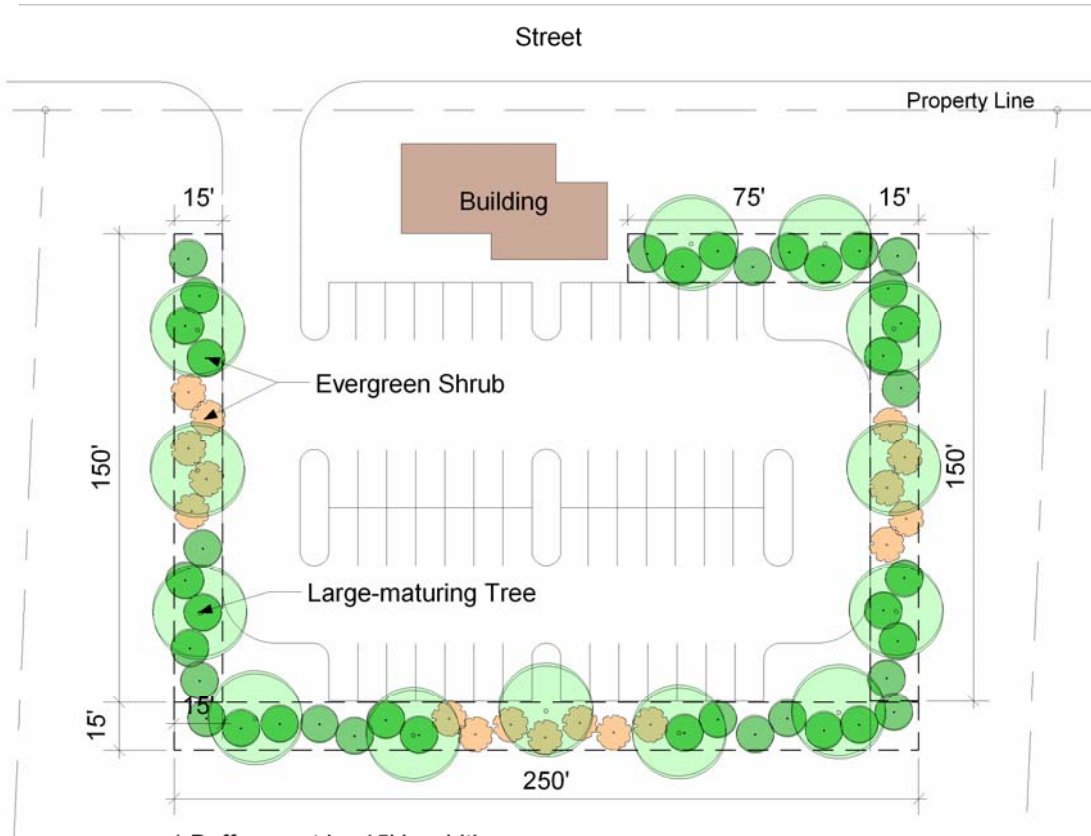 Street
Property Line
15'
75'
15'
Building
Evergreen Shrub
150'
150'
Large-maturing Tree
15'
15'
250'